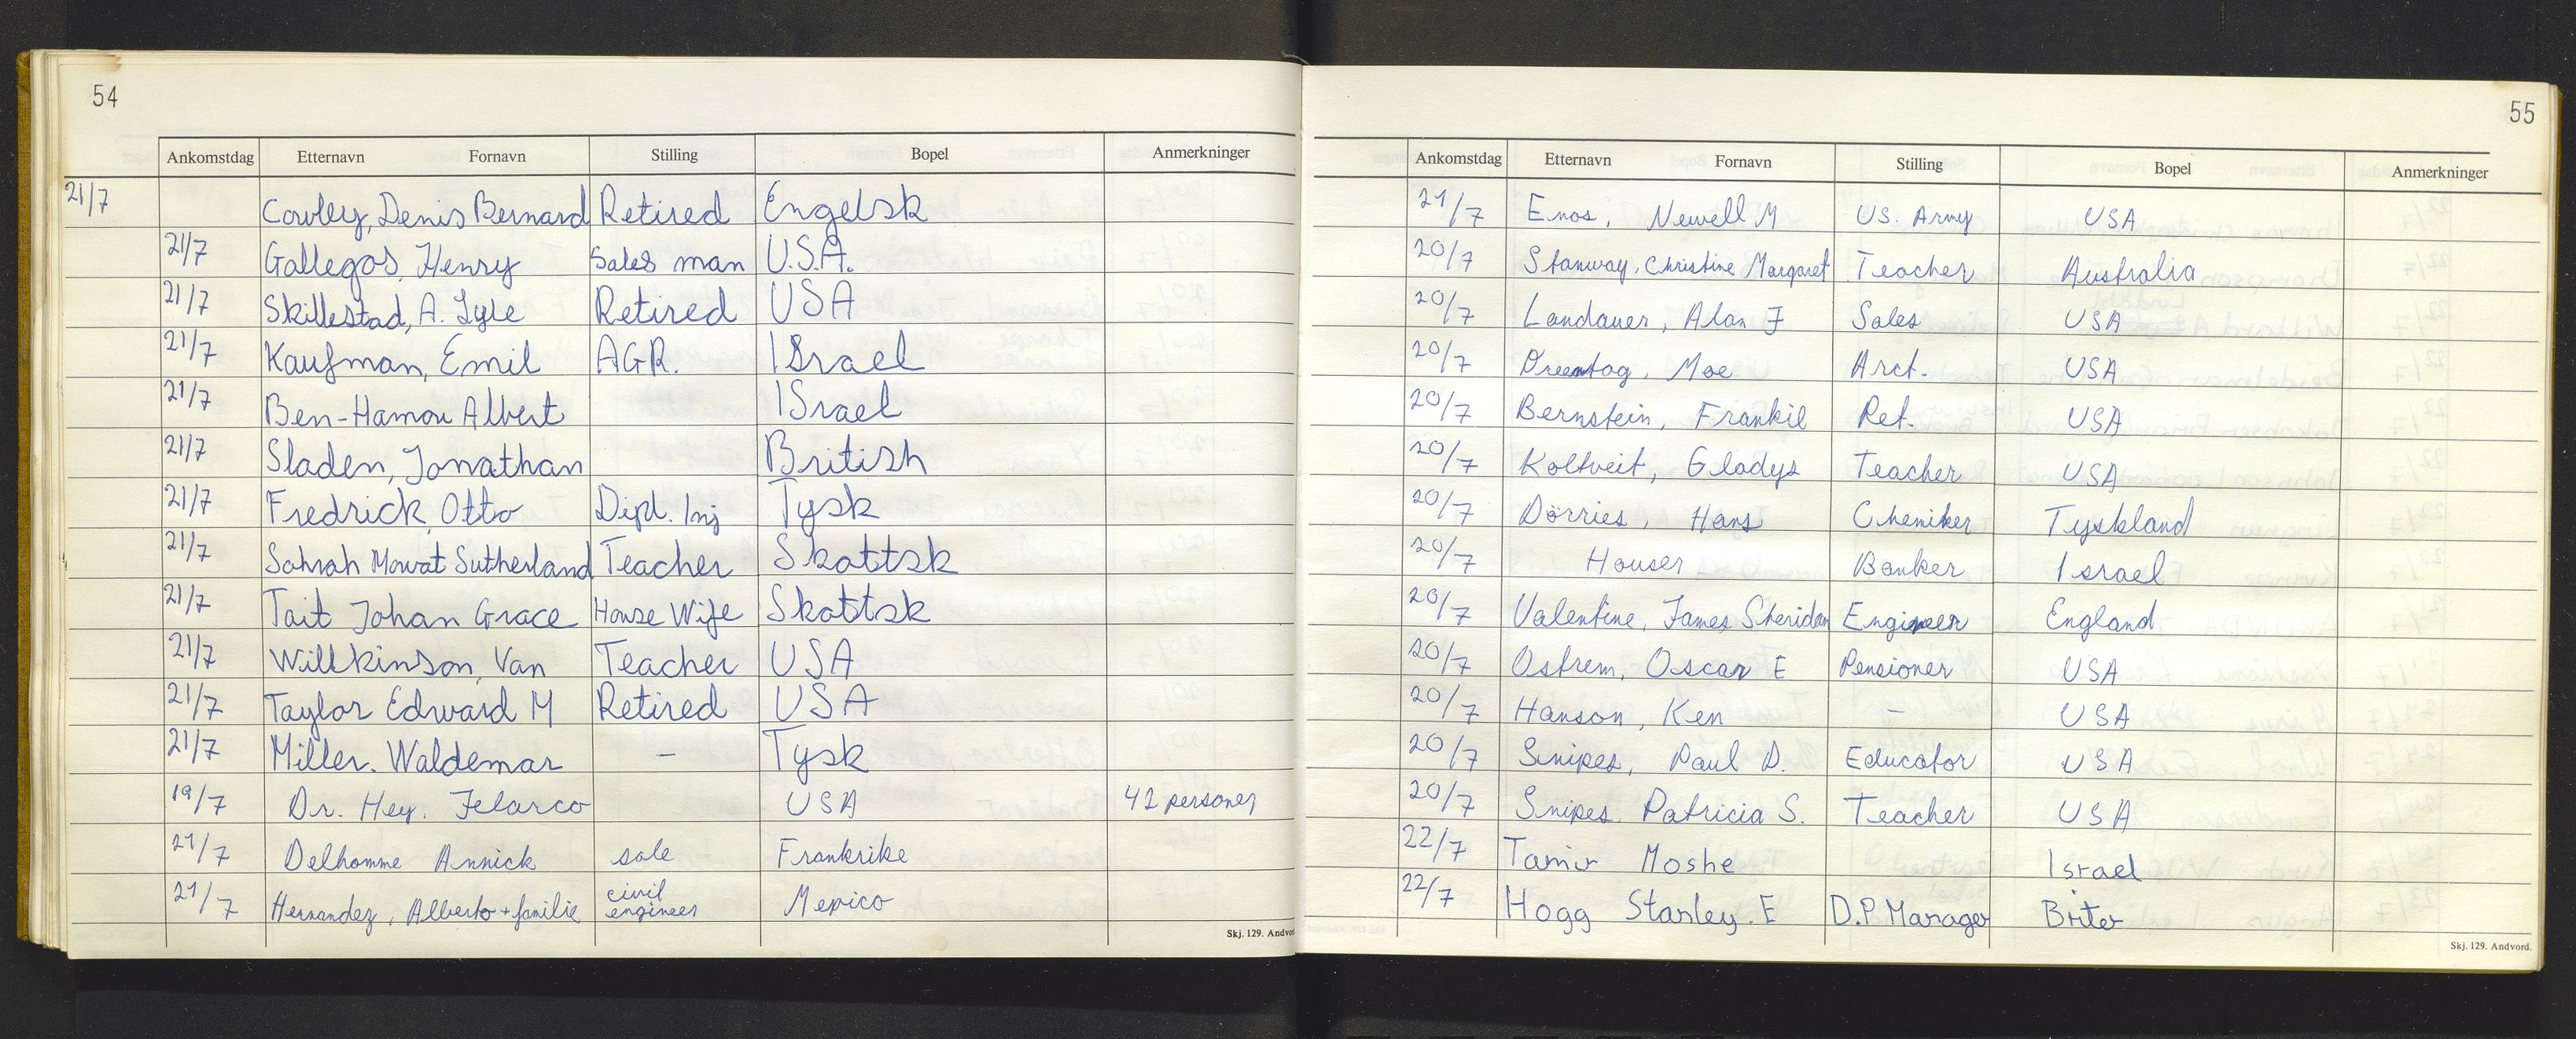 54
Ankomstdag Etternavn Fornavn Stilling Bopel Anmerkninger
21/7 Cowley, Denis Bernard Retired Engelsk
21/7 Gallegos, Henry Sales man U.S.A.
21/7 Skillestad, A. Lyle Retired USA
21/7 Kaufman, Emil AGR. ISrael
21/7 Ben-Hamou Albert ISrael
21/7 Sladen, Jonathan British
21/7 Fredrick, Otto Dipl. Inj Tysk
21/7 Sahrah Mowat Sutherland Teacher Skottsk
21/7 Tait Johan Grace House Wife Skottsk
21/7 Willkinson, Van Teacher USA
21/7 Taylor Edward M Retired USA
21/7 Miller. Waldemar - Tysk
19/7 Dr. Hey. Jelarco USA 42 personer
21/7 Delhomme Annick sale Frankrike
21/7 Hernandez, Alberto + familie civil engineer Mexico
Skj. 129. Andvor
55
Ankomstdag Etternavn Fornavn Stilling Bopel Anmerkninger
21/7 Enos, Newell M US. Army USA
20/7 Stanway, Christine Margaret Teacher Australia
20/7 Landauer, Alan J Sales USA
20/7 Moe Arct. USA
20/7 Bernstein, Frankil Ret. USA
20/7 Koltveit, Gladys Teacher USA
20/7 Dörries, Hans Cheniker Tyskland
20/7 Houser Banker Israel
20/7 Valentine, James Sheridan Engineer England
20/7 Ostrem, Oscar E Pensioner USA
20/7 Hanson, Ken - USA
20/7 Snipes, Paul D. Educator USA
20/7 Snipes. Patricia S. Teacher USA
22/7 Tamir Moshe Israel
22/7 Hogg Stanley. E D.P Manager Briter
Skj. 129. Andvord.